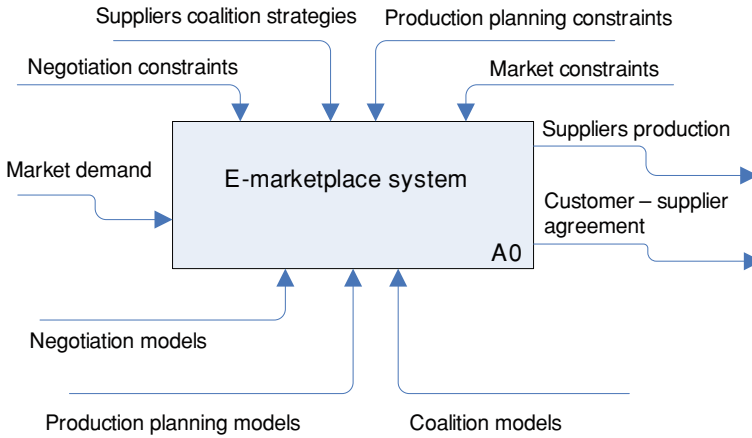 Suppliers coalition strategies
Production planning constraints
Negotiation constraints
Market constraints
Suppliers production
Market demand
E-marketplace system
Customer – supplier
agreement
A0
Negotiation models
Production planning models
Coalition models